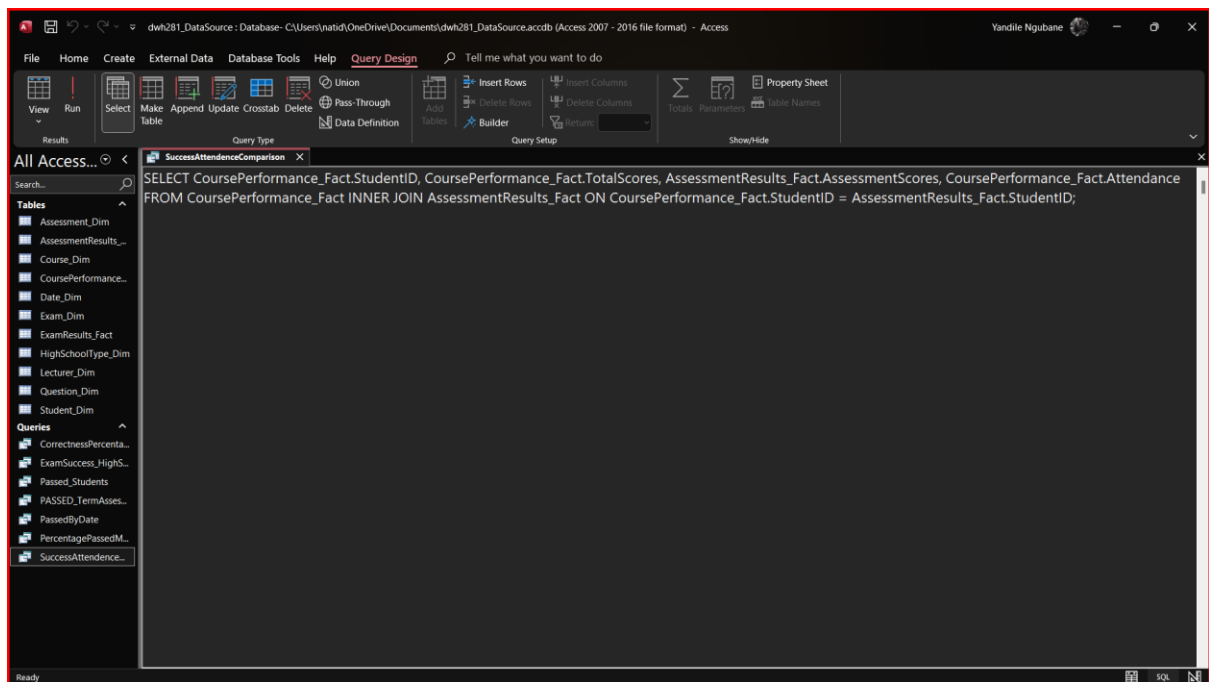 dwh281_DataSource : Database- C:\Users\natid\OneDrive\Documents\dwh281_DataSource.accdb (Access 2007 - 2016 file format) - Access
Yandile Ngubane
File Home Create External Data Database Tools Help Query Design Tell me what you want to do
View
Run
Results
Select
Make Table
Append
Update
Crosstab
Delete
Union
Pass-Through
Data Definition
Query Type
Add Tables
Insert Rows
Delete Rows
Builder
Insert Columns
Delete Columns
Return:
Query Setup
Totals
Parameters
Property Sheet
Table Names
Show/Hide
All Access...
Search...
Tables
Assessment_Dim
AssessmentResults_...
Course_Dim
CoursePerformance...
Date_Dim
Exam_Dim
ExamResults_Fact
HighSchoolType_Dim
Lecturer_Dim
Question_Dim
Student_Dim
Queries
CorrectnessPercenta...
ExamSuccess_HighS...
Passed_Students
PASSED_TermAsses...
PassedByDate
PercentagePassedM...
SuccessAttendence...
SuccessAttendenceComparison
SELECT CoursePerformance_Fact.StudentID, CoursePerformance_Fact.TotalScores, AssessmentResults_Fact.AssessmentScores, CoursePerformance_Fact.Attendance
FROM CoursePerformance_Fact INNER JOIN AssessmentResults_Fact ON CoursePerformance_Fact.StudentID = AssessmentResults_Fact.StudentID;
Ready
SQL